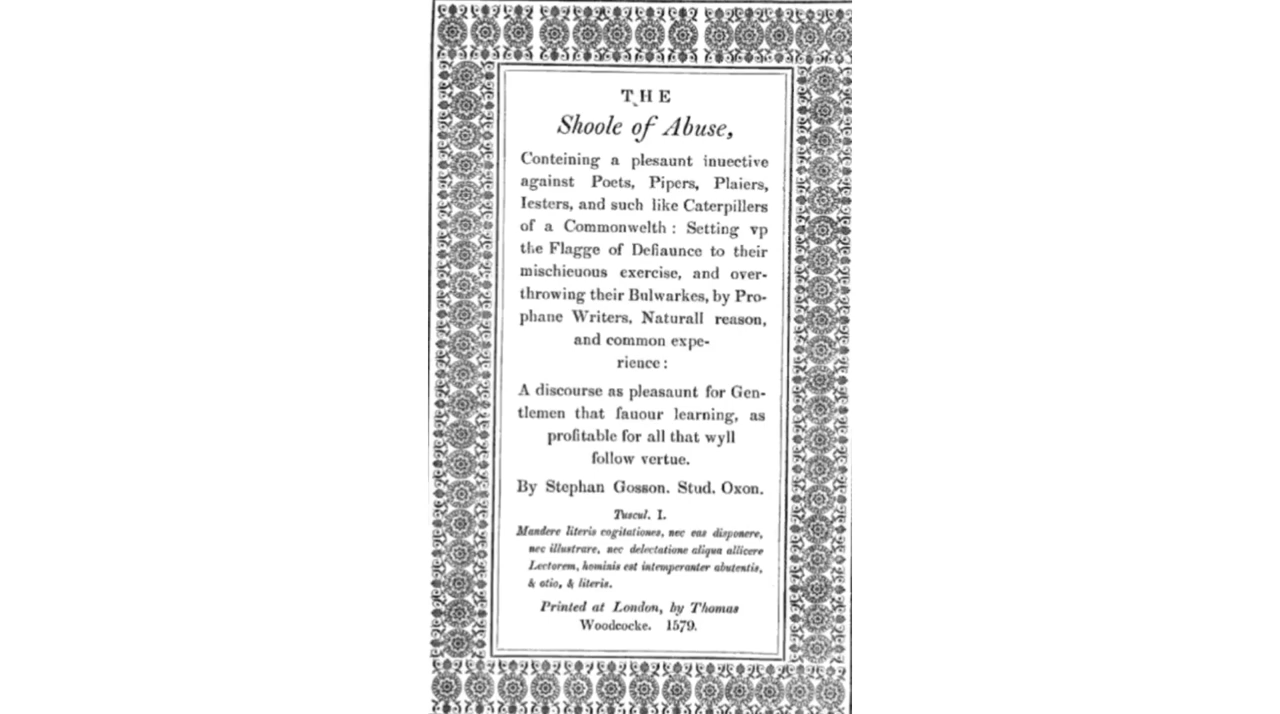 THE
Shoole of Abuse,
Conteining a plesaunt inuective
against Poets, Pipers, Plaiers,
Iesters, and such like Caterpillers
of a Commonwelth : Setting vp
the Flagge of Defiaunce to their
mischieuous exercise, and over-
throwing their Bulwarkes, by Pro-
phane Writers, Naturall reason,
and common expe-
rience :
A discourse as pleasaunt for Gen-
tlemen that fauour learning, as
profitable for all that wyll
follow vertue.
By Stephan Gosson. Stud. Oxon.
Tuscul. I.
Mandere literis cogitationes, nec eas disponere,
nec illustrare, nec delectatione aliqua allicere
Lectorem, hominis est intemperanter abutentis,
& otio, & literis.
Printed at London, by Thomas
Woodcocke. 1579.